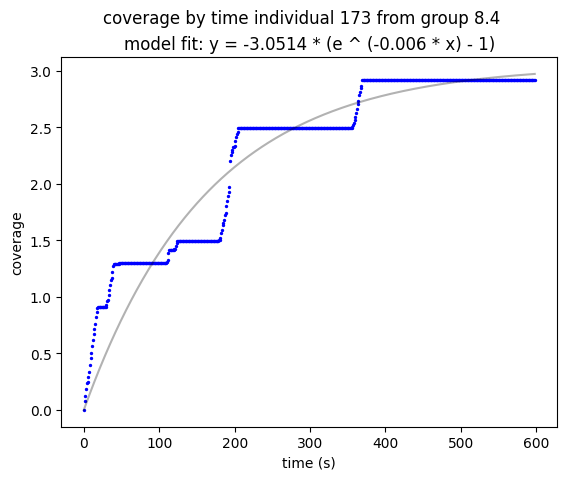 coverage by time individual 173 from group 8.4
model fit: y = -3.0514 * (e ^ (-0.006 * x) - 1)
3.0
2.5
2.0
1.5
1.0
0.5
0.0
coverage
0 100 200 300 400 500 600
time (s)